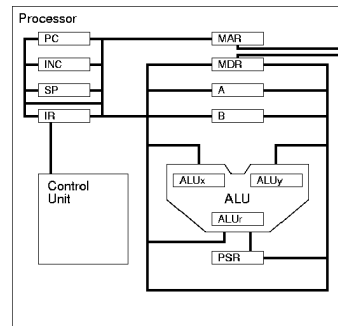 Processor
PC
MAR
INC
MDR
SP
A
IR
B
Control
Unit
ALUx
ALUy
ALU
ALUr
PSR